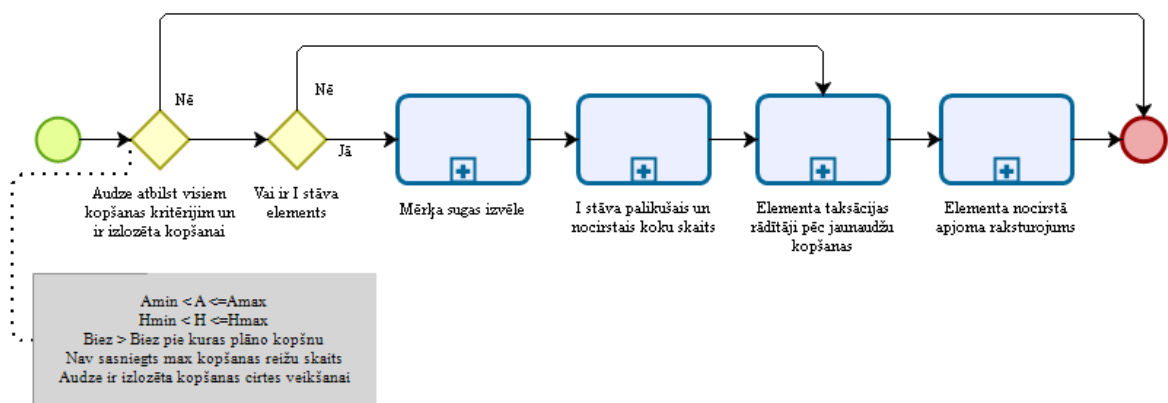 Nē
Nē
Jā
Audze atbilst visiem
kopšanas kritērijim un
ir izlozēta kopšanai
Vai ir I stāva
elements
Mērķa sugas izvēle
I stāva palikušais un
nocirstais koku skaits
Elementa taksācijas
rādītāji pēc jaunaudžu
kopšanas
Elementa nocirstā
apjoma raksturojums
Amin < A <=Amax
Hmin < H <=Hmax
Biez > Biez pie kuras plāno kopšnu
Nav sasniegts max kopšanas reižu skaits
Audze ir izlozēta kopšanas cirtes veikšanai